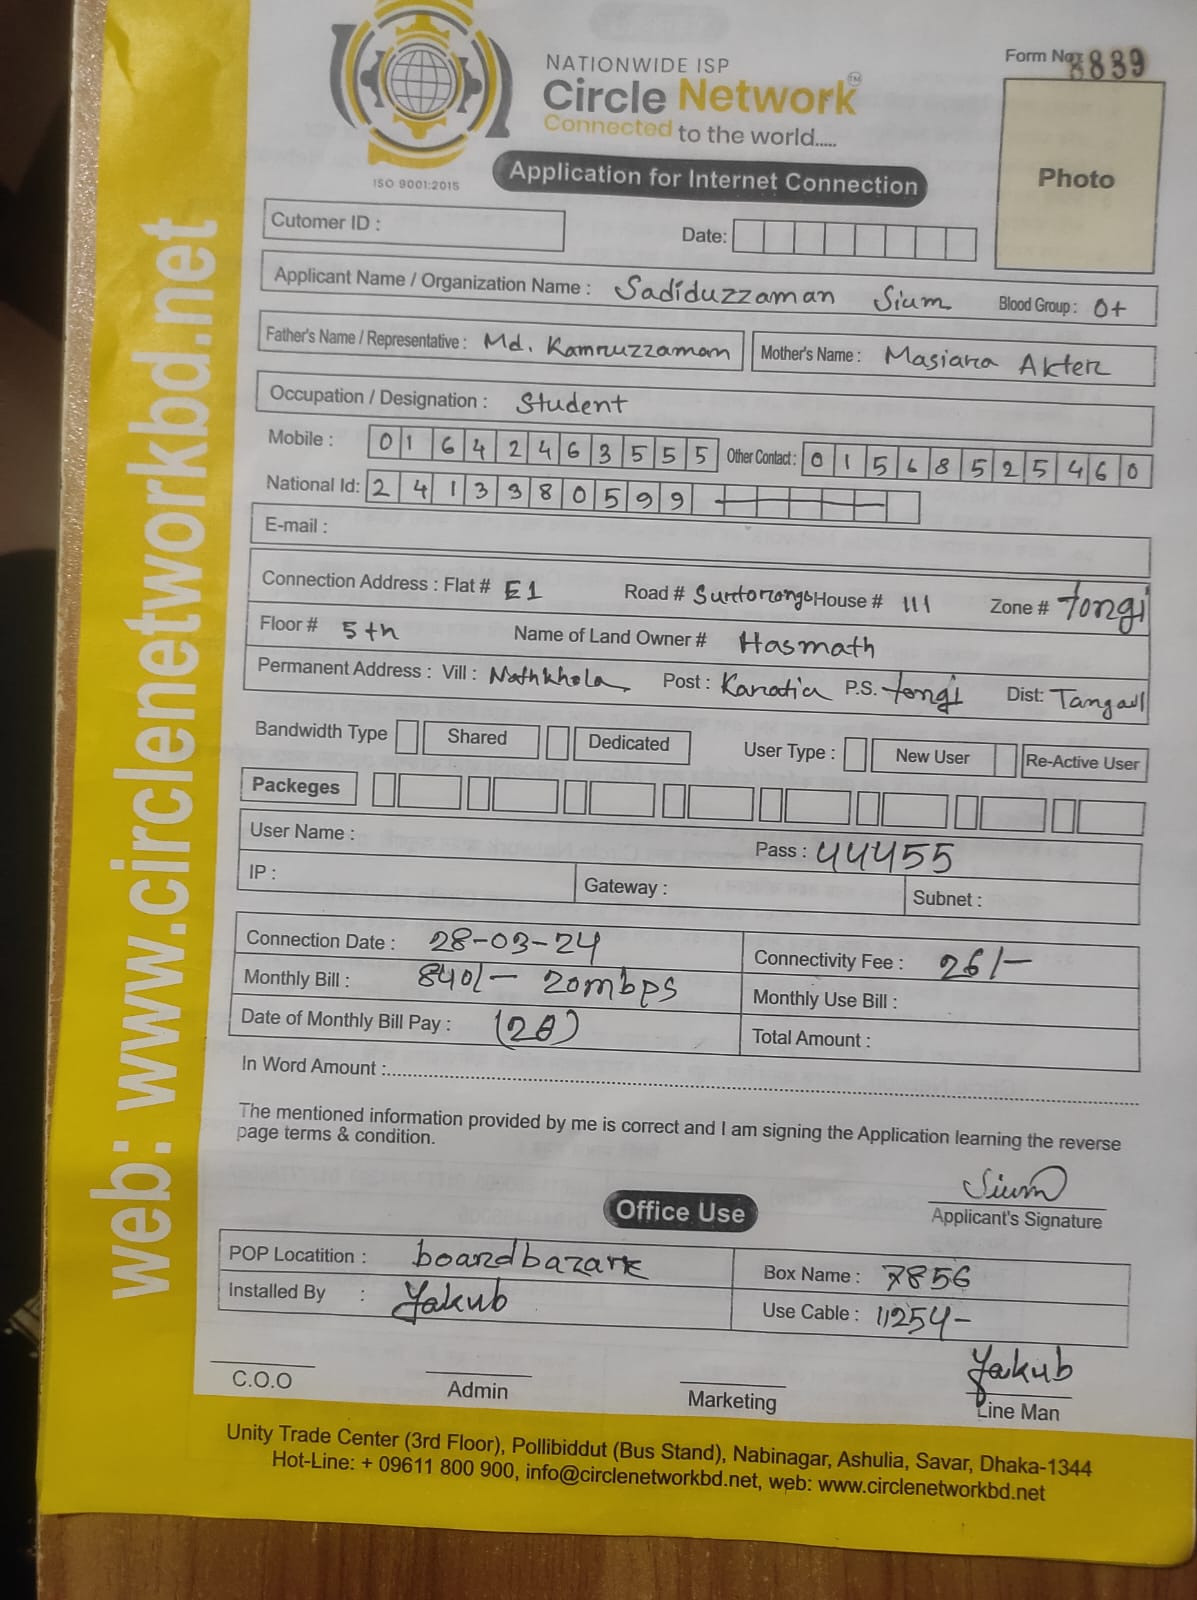 NATIONWIDE ISP
Circle Network TM
Connected to the world.....
ISO 9001:2015
Form No: 8839
Photo
Application for Internet Connection
Cutomer ID :
Date:
Applicant Name / Organization Name : Sadiduzzaman Sium Blood Group : O+
Father's Name / Representative : Md. Kamruzzaman Mother's Name : Masiara Akter
Occupation / Designation : Student
Mobile : 01642463555 Other Contact : 01568525460
National Id: 2413980599
E-mail :
Connection Address : Flat # E1 Road # House # 111 Zone # Tongi
Floor # 5th Name of Land Owner # Hasmath
Permanent Address : Vill : Nathkhola Post : Karatia P.S. tongi Dist: Tangail
Bandwidth Type Shared Dedicated User Type : New User Re-Active User
Packeges
User Name : Pass : 44455
IP : Gateway : Subnet :
Connection Date : 28-03-24 Connectivity Fee : 26/-
Monthly Bill : 840/- 20mbps Monthly Use Bill :
Date of Monthly Bill Pay : (28) Total Amount :
In Word Amount :
The mentioned information provided by me is correct and I am signing the Application learning the reverse
page terms & condition.
Sium
Applicant's Signature
Office Use
POP Locatition : boardbazark Box Name : 7856
Installed By : Yakub Use Cable : 11254-
Yakub
C.O.O Admin Marketing Line Man
Unity Trade Center (3rd Floor), Pollibiddut (Bus Stand), Nabinagar, Ashulia, Savar, Dhaka-1344
Hot-Line: + 09611 800 900, info@circlenetworkbd.net, web: www.circlenetworkbd.net
web: www.circlenetworkbd.net